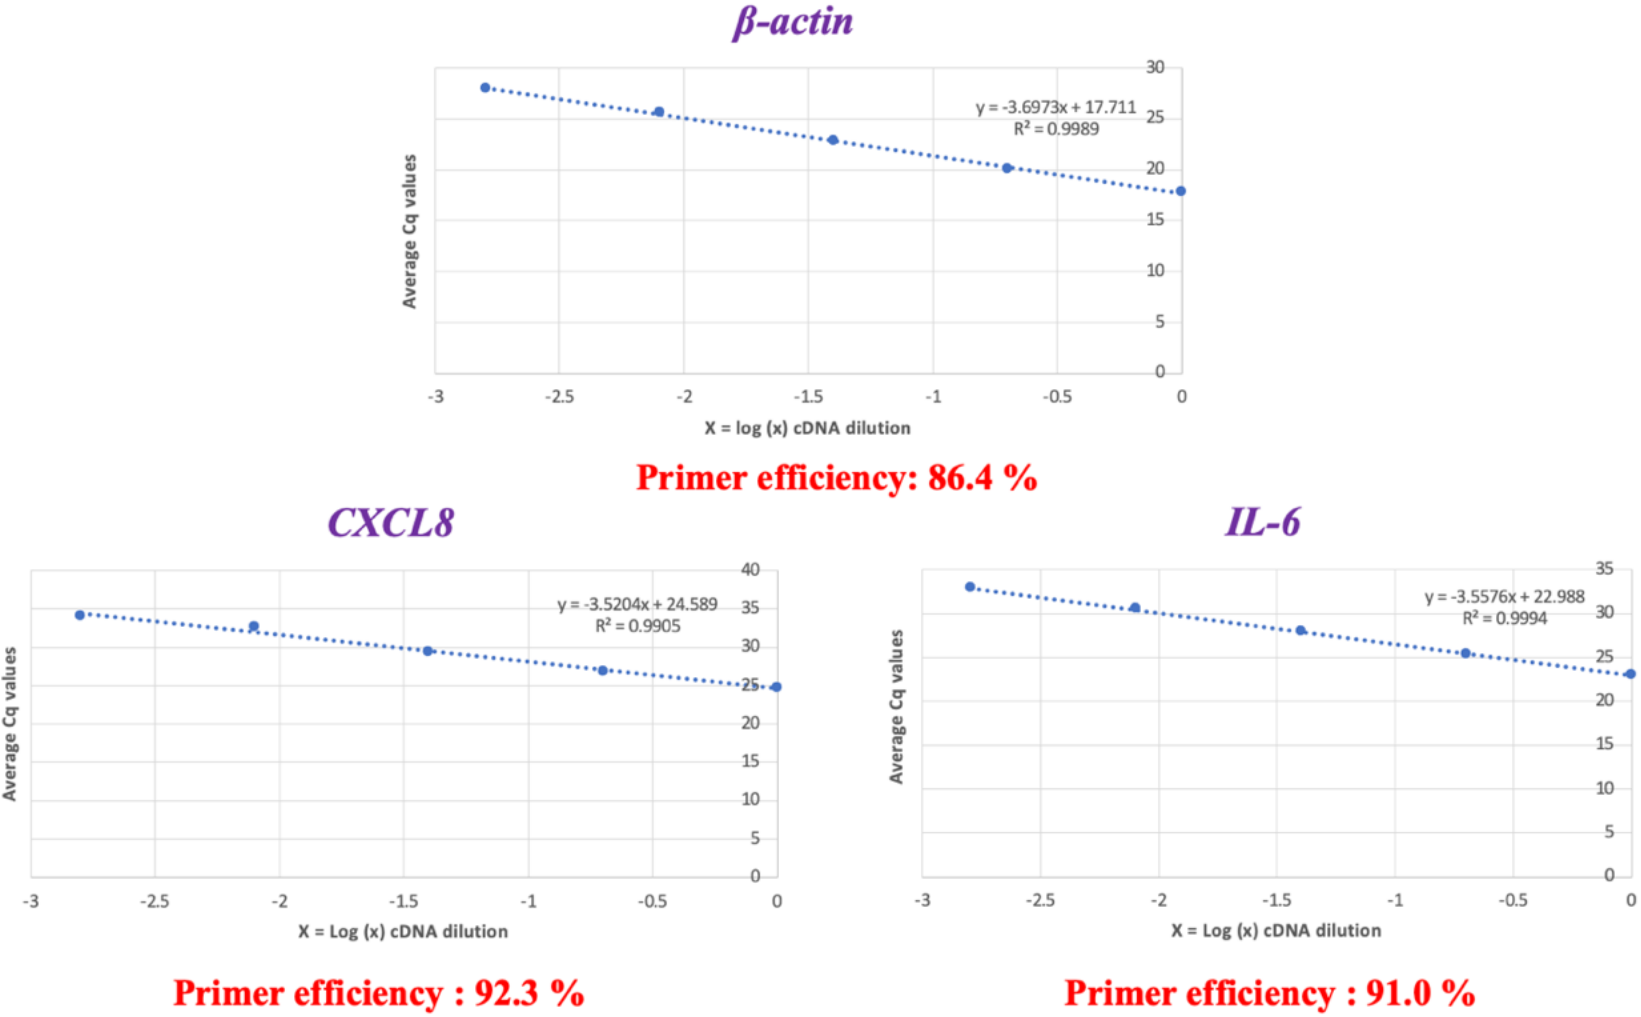 β-actin
30
y = -3.6973x + 17.711
R² = 0.9989
25
20
15
10
5
0
Average Cq values
-3 -2.5 -2 -1.5 -1 -0.5 0
X = log (x) cDNA dilution
Primer efficiency: 86.4 %
CXCL8
40
y = -3.5204x + 24.589
R² = 0.9905
35
30
25
20
15
10
5
0
Average Cq values
-3 -2.5 -2 -1.5 -1 -0.5 0
X = Log (x) cDNA dilution
Primer efficiency : 92.3 %
IL-6
35
y = -3.5576x + 22.988
R² = 0.9994
30
25
20
15
10
5
0
Average Cq values
-3 -2.5 -2 -1.5 -1 -0.5 0
X = Log (x) cDNA dilution
Primer efficiency : 91.0 %